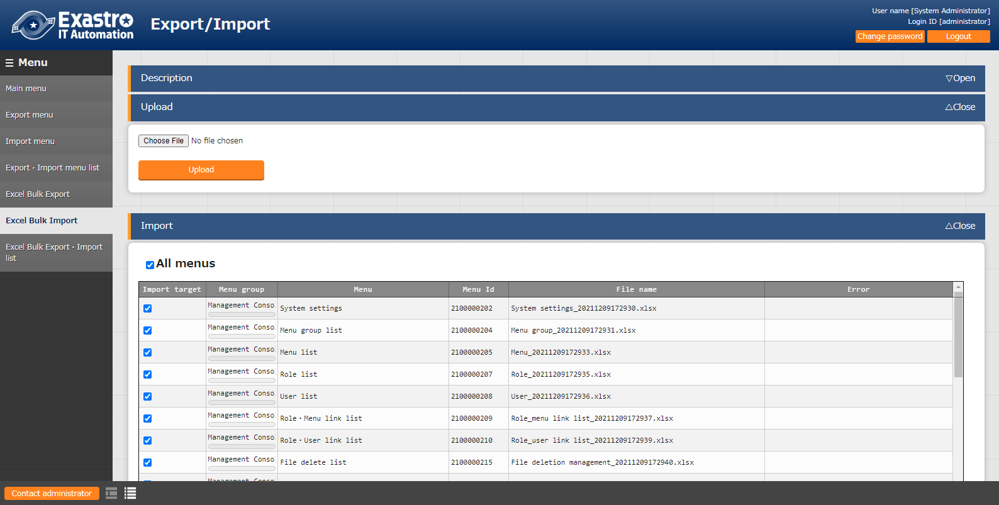 Exastro
IT Automation
Export/Import
User name [System Administrator]
Login ID [administrator]
Change password
Logout
Menu
Main menu
Export menu
Import menu
Export・Import menu list
Excel Bulk Export
Excel Bulk Import
Excel Bulk Export・Import
list
Description
▽Open
Upload
△Close
Choose File No file chosen
Upload
Import
△Close
All menus
Import target Menu group Menu Menu Id File name Error
Management Conso
System settings 2100000202 System settings_20211209172930.xlsx
Management Conso
Menu group list 2100000204 Menu group_20211209172931.xlsx
Management Conso
Menu list 2100000205 Menu_20211209172933.xlsx
Management Conso
Role list 2100000207 Role_20211209172935.xlsx
Management Conso
User list 2100000208 User_20211209172936.xlsx
Management Conso
Role・Menu link list 2100000209 Role_menu link list_20211209172937.xlsx
Management Conso
Role・User link list 2100000210 Role_user link list_20211209172939.xlsx
Management Conso
File delete list 2100000215 File deletion management_20211209172940.xlsx
Management Conso
Contact administrator